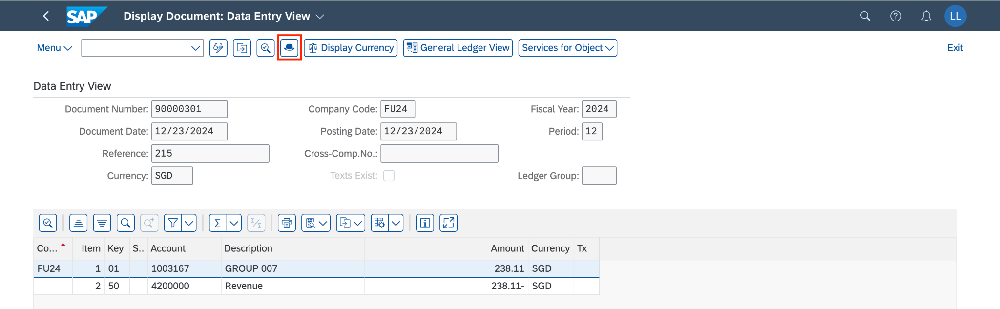 SAP Display Document: Data Entry View LL
Menu Display Currency General Ledger View Services for Object Exit
Data Entry View
Document Number: 90000301 Company Code: FU24 Fiscal Year: 2024
Document Date: 12/23/2024 Posting Date: 12/23/2024 Period: 12
Reference: 215 Cross-Comp.No.:
Currency: SGD Texts Exist: Ledger Group:
Co... Item Key S.. Account Description Amount Currency Tx
FU24 1 01 1003167 GROUP 007 238.11 SGD
2 50 4200000 Revenue 238.11- SGD